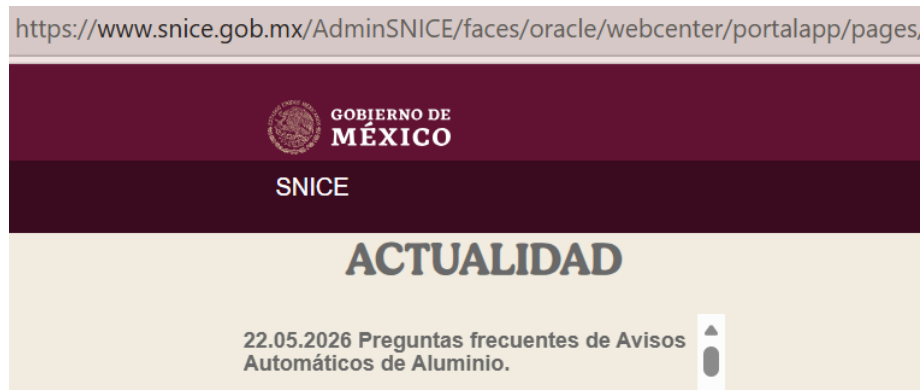 https://www.snice.gob.mx/AdminSNICE/faces/oracle/webcenter/portalapp/pages/
GOBIERNO DE
MÉXICO
SNICE
ACTUALIDAD
22.05.2026 Preguntas frecuentes de Avisos
Automáticos de Aluminio.